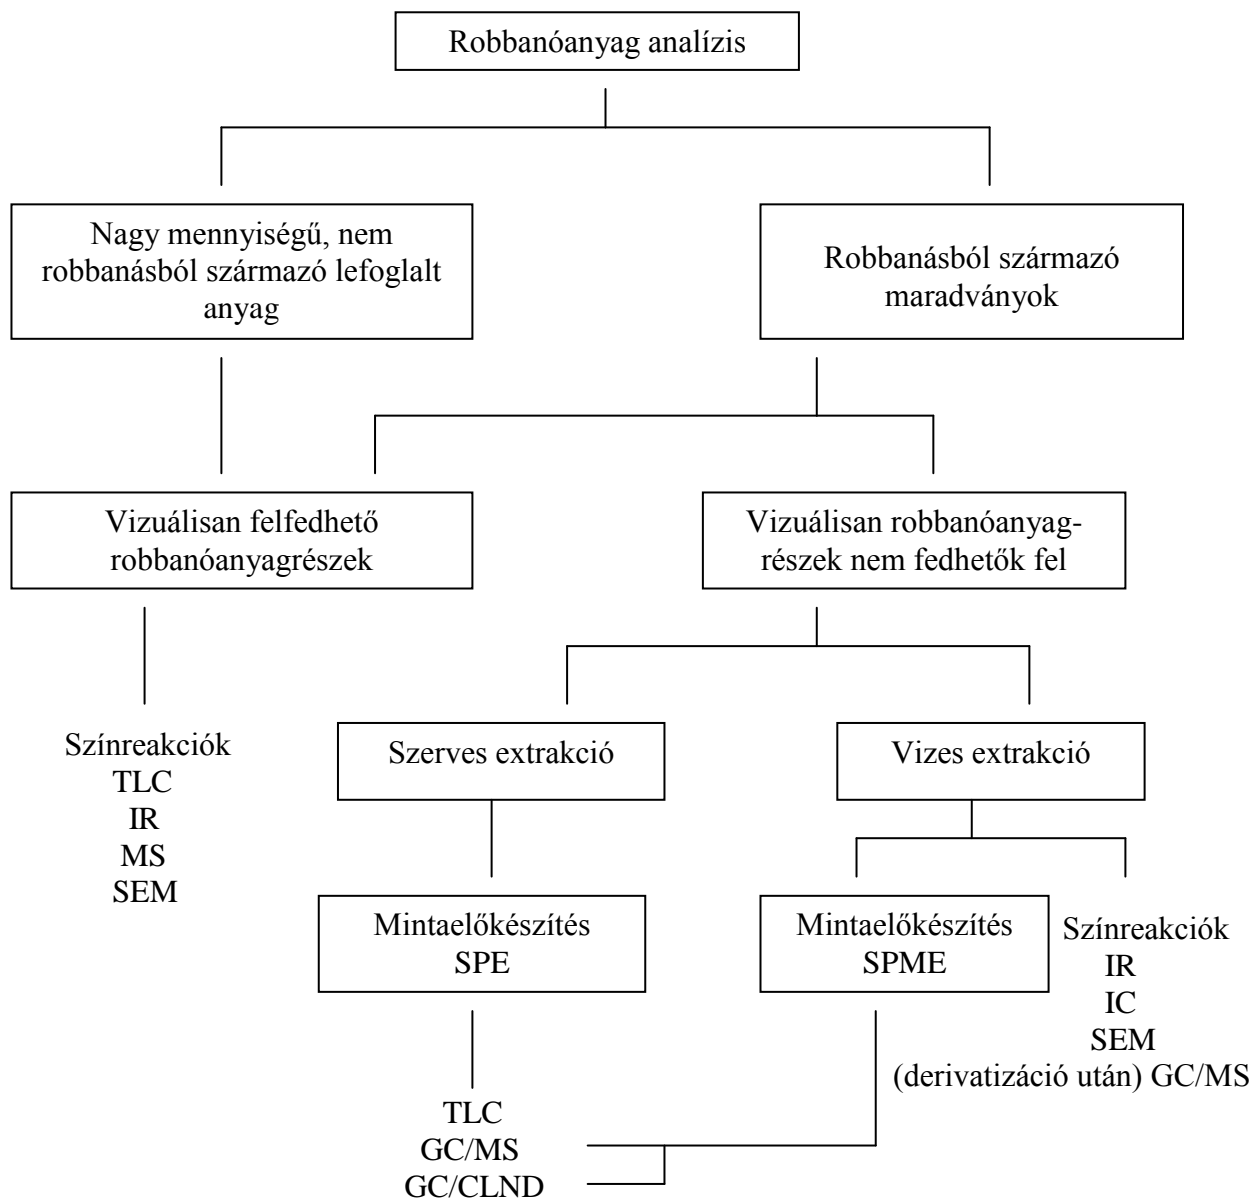 Robbanóanyag analízis
Nagy mennyiségű, nem
robbanásból származó lefoglalt
anyag
Robbanásból származó
maradványok
Vizuálisan felfedhető
robbanóanyagrészek
Vizuálisan robbanóanyag-
részek nem fedhetők fel
Színreakciók
TLC
IR
MS
SEM
Szerves extrakció
Vizes extrakció
Mintaelőkészítés
SPE
Mintaelőkészítés
SPME
Színreakciók
IR
IC
SEM
(derivatizáció után) GC/MS
TLC
GC/MS
GC/CLND